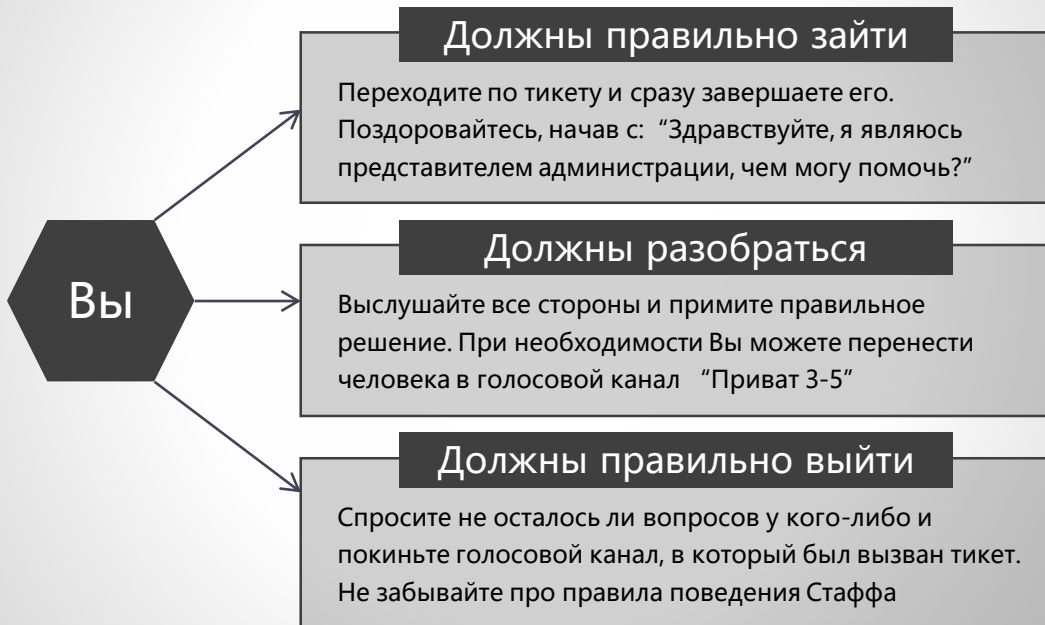 Вы
Должны правильно зайти
Переходите по тикету и сразу завершаете его.
Поздоровайтесь, начав с: “Здравствуйте, я являюсь
представителем администрации, чем могу помочь?”
Должны разобраться
Выслушайте все стороны и примите правильное
решение. При необходимости Вы можете перенести
человека в голосовой канал “Приват 3-5”
Должны правильно выйти
Спросите не осталось ли вопросов у кого-либо и
покиньте голосовой канал, в который был вызван тикет.
Не забывайте про правила поведения Стаффа